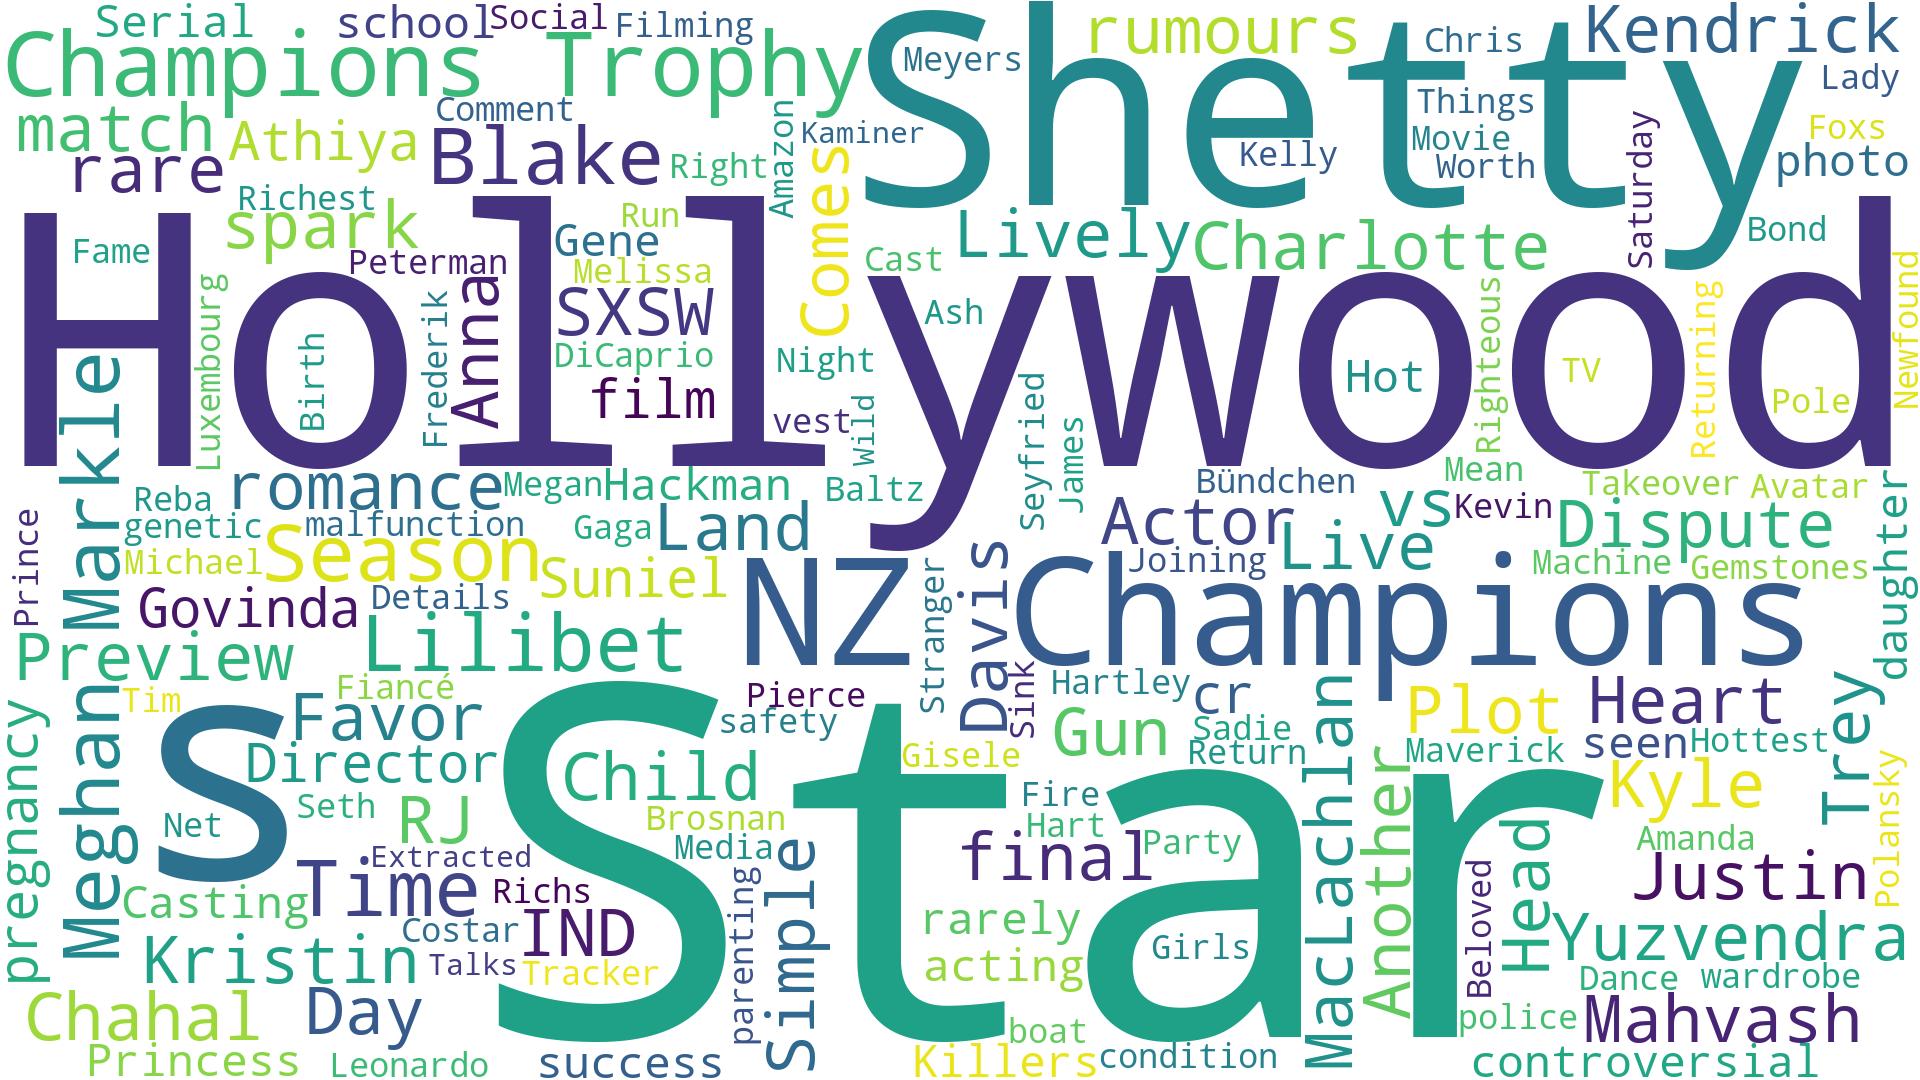 Serial
school
Social
Filming
Champions Trophy
Shetty
Meyers
rumours
Chris
Kendrick
Lady
match
Comment
Athiya
Blake
rare
Richest
Right
Amazon
Kaminer
Comes
Things
Movie
Kelly
Worth
Saturday
Foxs
photo
spark
Run
Fame
Peterman
Gene
Melissa
Lively
Charlotte
Cast
Bond
Hollywood
Luxembourg
Birth
Frederik
Anna
SXSW
DiCaprio
film
Night
vest
Wild
Ash
Seyfried
James
Hot
Righteous
TV
Returning
Pole
Newfound
Markle
romance
Reba
genetic
malfunction
Megan
Hackman
Baltz
Gaga
Land
Bündchen
Mean
Takeover
Avatar
Actor
vs
Kevin
Dispute
Live
Joining
Machine
Gemstones
daughter
Prince
Michael
Season
Suniel
Govinda
Details
NZ
Stranger
Davis
Champions
Preview
Lilibet
Fiancé
Tim
Pierce
safety
Sink
Hartley
cr
Sadie
Return
Gun
Plot
Heart
seen
Hottest
Maverick
Trey
pregnancy
Meghan
s
Favor
Director
Seth
Net
RJ
Star
Child
Brosnan
Media
Gisele
Fire
Hart
Party
MacLachlan
Another
Kyle
Amanda
Polansky
Extracted
Time
Richs
Casting
Costar
IND
Talks
Tracker
Kristin
parenting
Simple
final
rarely
acting
Girls
Beloved
Head
Justin
Yuzvendra
Dance
wardrobe
Chahal
Day
Princess
Leonardo
success
boat
Killers
condition
police
Mahvash
controversial